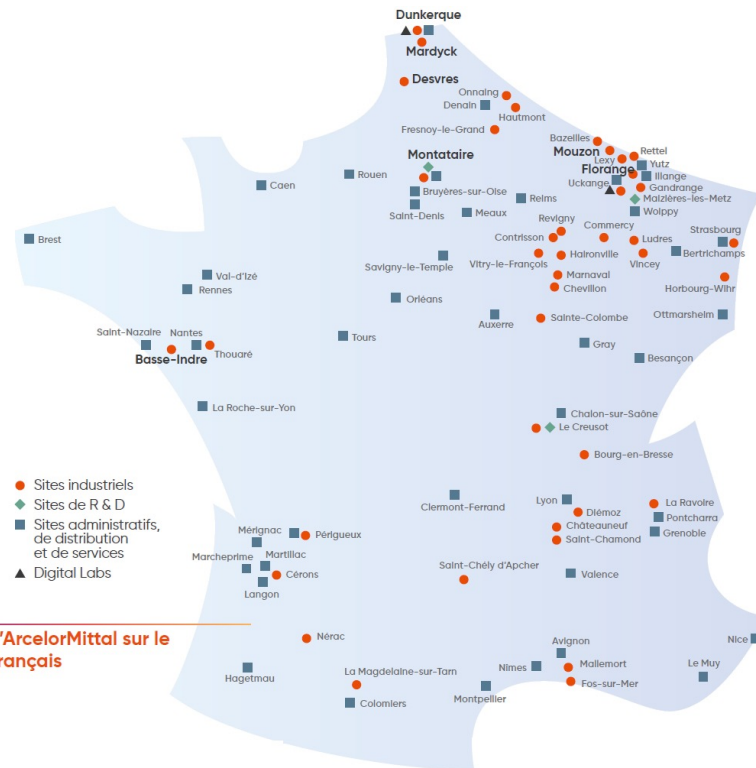 Dunkerque
Mardyck
Desvres
Onnaing
Denain
Hautmont
Fresnoy-le-Grand
Bazeilles
Mouzon
Rettel
Lexy
Yutz
Florange
Illange
Uckange
Gandrange
Maizières-les-Metz
Woippy
Montataire
Rouen
Caen
Bruyères-sur-Oise
Saint-Denis
Reims
Meaux
Revigny
Commercy
Strasbourg
Contrisson
Ludres
Bertrichamps
Brest
Savigny-le-Temple
Vitry-le-François
Haironville
Vincey
Val-d'Izé
Marnaval
Horbourg-Wihr
Rennes
Chevillon
Orléans
Auxerre
Sainte-Colombe
Ottmarsheim
Saint-Nazaire
Nantes
Tours
Gray
Basse-Indre
Thouaré
Besançon
La Roche-sur-Yon
Chalon-sur-Saône
Le Creusot
Bourg-en-Bresse
Sites industriels
Sites de R & D
Sites administratifs,
de distribution
et de services
Digital Labs
Clermont-Ferrand
Lyon
La Ravoire
Diémoz
Pontcharra
Châteauneuf
Grenoble
Saint-Chamond
Mérignac
Périgueux
Marcheprime
Martillac
Cérons
Langon
Saint-Chély d'Apcher
Valence
'ArcelorMittal sur le
rançais
Nérac
Avignon
Nice
Hagetmau
La Magdelaine-sur-Tarn
Nîmes
Mallemort
Le Muy
Colomiers
Montpellier
Fos-sur-Mer